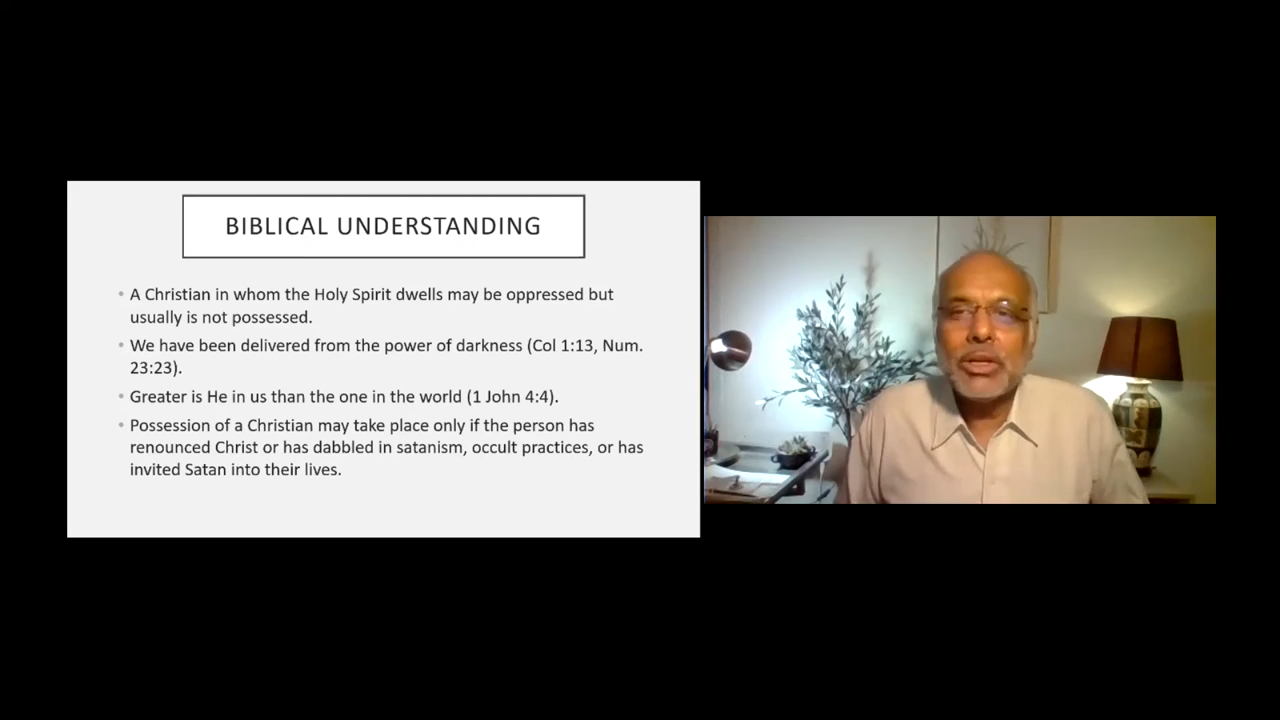 BIBLICAL UNDERSTANDING
• A Christian in whom the Holy Spirit dwells may be oppressed but
usually is not possessed.
• We have been delivered from the power of darkness (Col 1:13, Num.
23:23).
• Greater is He in us than the one in the world (1 John 4:4).
• Possession of a Christian may take place only if the person has
renounced Christ or has dabbled in satanism, occult practices, or has
invited Satan into their lives.